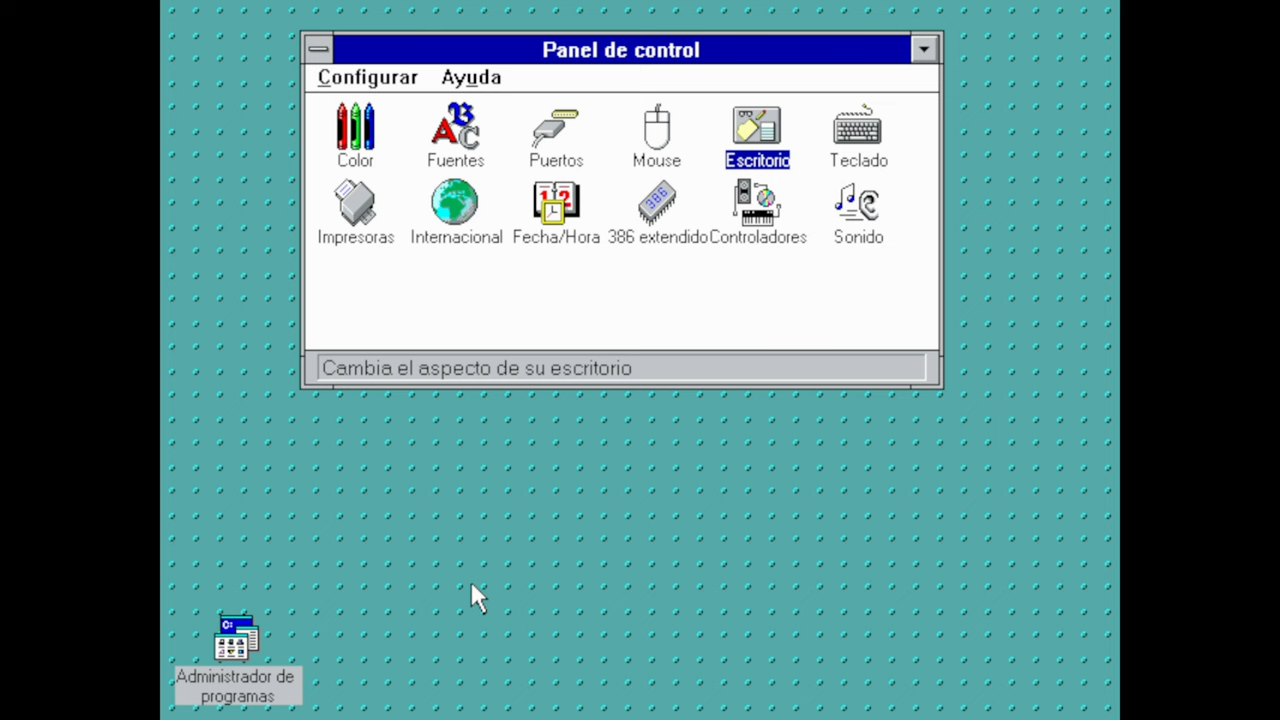 Panel de control
Configurar Ayuda
Color Fuentes Puertos Mouse Escritorio Teclado
386
Impresoras Internacional Fecha/Hora 386 extendido Controladores Sonido
Cambia el aspecto de su escritorio
Administrador de
programas